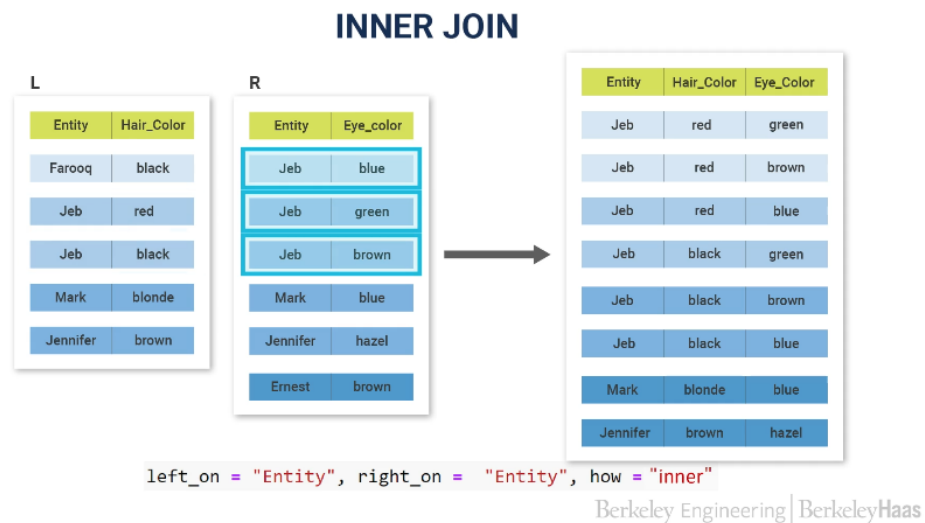 INNER JOIN
L
Entity Hair_Color
Farooq black
Jeb red
Jeb black
Mark blonde
Jennifer brown
R
Entity Eye_color
Jeb blue
Jeb green
Jeb brown
Mark blue
Jennifer hazel
Ernest brown
Entity Hair_Color Eye_Color
Jeb red green
Jeb red brown
Jeb red blue
Jeb black green
Jeb black brown
Jeb black blue
Mark blonde blue
Jennifer brown hazel
left_on = "Entity", right_on = "Entity", how ="inner"
Berkeley Engineering | BerkeleyHaas